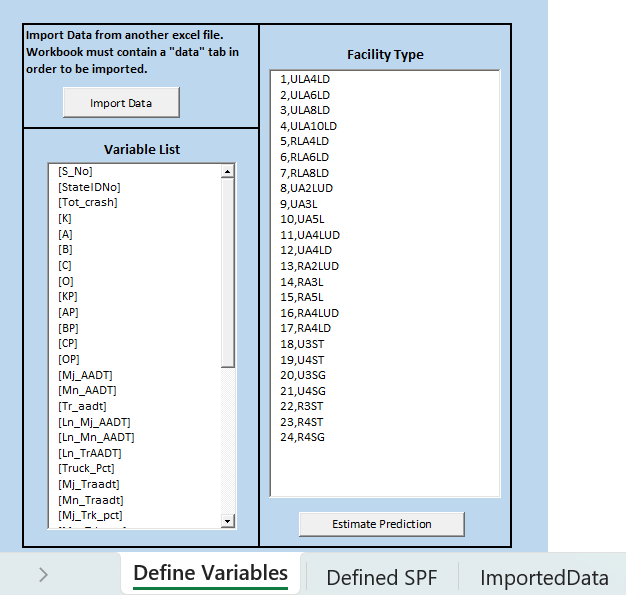 Import Data from another excel file.
Workbook must contain a "data" tab in
order to be imported.
Import Data
Variable List
[S_No]
[StateIDNo]
[Tot_crash]
[K]
[A]
[B]
[C]
[O]
[KP]
[AP]
[BP]
[CP]
[OP]
[Mj_AADT]
[Mn_AADT]
[Tr_aadt]
[Ln_Mj_AADT]
[Ln_Mn_AADT]
[Ln_TrAADT]
[Truck_Pct]
[Mj_Traadt]
[Mn_Traadt]
[Mj_Trk_pct]
Facility Type
1,ULA4LD
2,ULA6LD
3,ULA8LD
4,ULA10LD
5,RLA4LD
6,RLA6LD
7,RLA8LD
8,UA2LUD
9,UA3L
10,UA5L
11,UA4LUD
12,UA4LD
13,RA2LUD
14,RA3L
15,RA5L
16,RA4LUD
17,RA4LD
18,U3ST
19,U4ST
20,U3SG
21,U4SG
22,R3ST
23,R4ST
24,R4SG
Estimate Prediction
Define Variables
Defined SPF
ImportedData